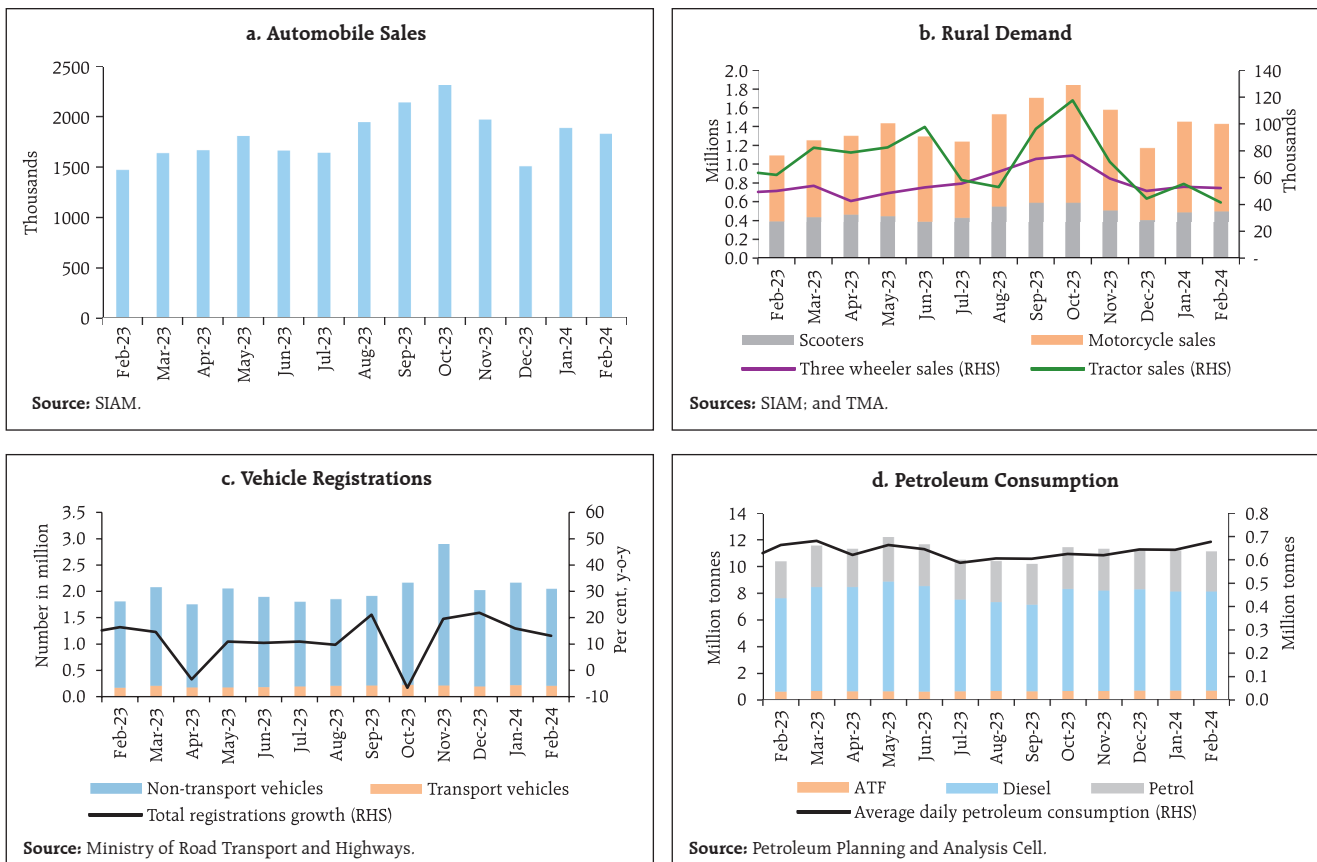 a. Automobile Sales
2500
2000
1500
1000
500
0
Thousands
Feb-23
Mar-23
Apr-23
May-23
Jun-23
Jul-23
Aug-23
Sep-23
Oct-23
Nov-23
Dec-23
Jan-24
Feb-24
Source: SIAM.
b. Rural Demand
2.0
1.8
1.6
1.4
1.2
1.0
0.8
0.6
0.4
0.2
0.0
Millions
140
120
100
80
60
40
20
-
Thousands
Feb-23
Mar-23
Apr-23
May-23
Jun-23
Jul-23
Aug-23
Sep-23
Oct-23
Nov-23
Dec-23
Jan-24
Feb-24
Scooters
Motorcycle sales
Three wheeler sales (RHS)
Tractor sales (RHS)
Sources: SIAM; and TMA.
c. Vehicle Registrations
3.5
3.0
2.5
2.0
1.5
1.0
0.5
0.0
Number in million
60
50
40
30
20
10
0
-10
Per cent, y-o-y
Feb-23
Mar-23
Apr-23
May-23
Jun-23
Jul-23
Aug-23
Sep-23
Oct-23
Nov-23
Dec-23
Jan-24
Feb-24
Non-transport vehicles
Transport vehicles
Total registrations growth (RHS)
Source: Ministry of Road Transport and Highways.
d. Petroleum Consumption
14
12
10
8
6
4
2
0
Million tonnes
0.8
0.7
0.6
0.5
0.4
0.3
0.2
0.1
0.0
Million tonnes
Feb-23
Mar-23
Apr-23
May-23
Jun-23
Jul-23
Aug-23
Sep-23
Oct-23
Nov-23
Dec-23
Jan-24
Feb-24
ATF
Diesel
Petrol
Average daily petroleum consumption (RHS)
Source: Petroleum Planning and Analysis Cell.